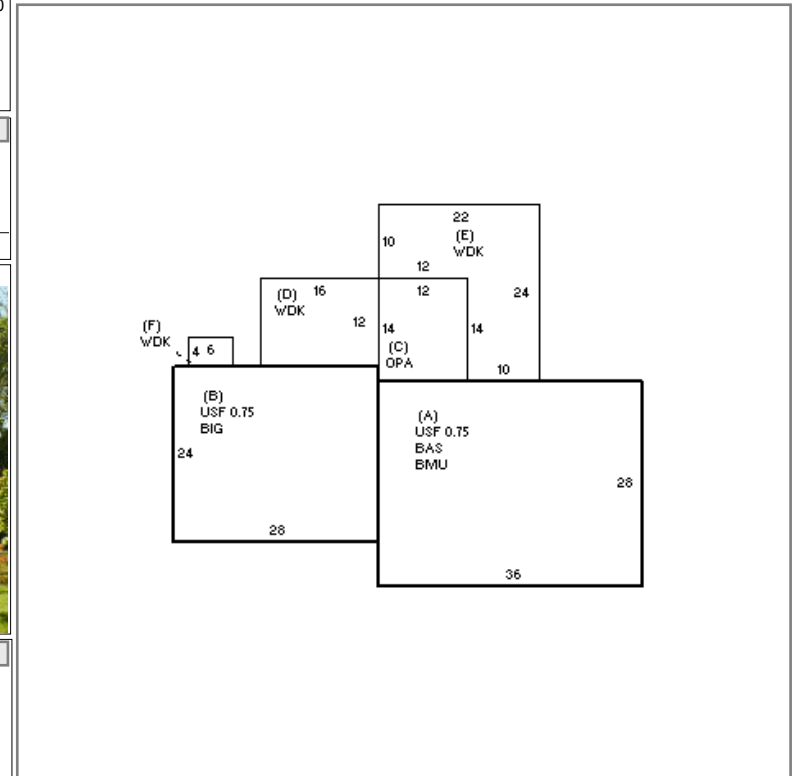 22
10
(E)
WDK
12
(D) 16
WDK
12
24
12
14
14
(F)
WDK
4 6
(C)
OPA
10
(B)
USF 0.75
BIG
(A)
USF 0.75
BAS
BMU
24
28
28
36